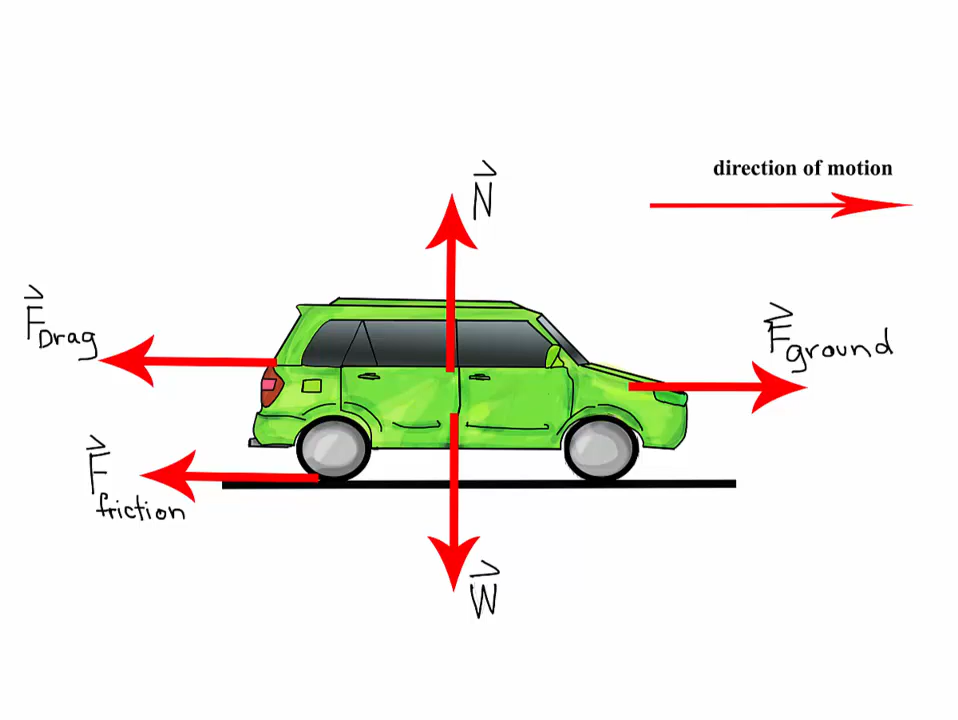 direction of motion
N
F Drag
F ground
F friction
W